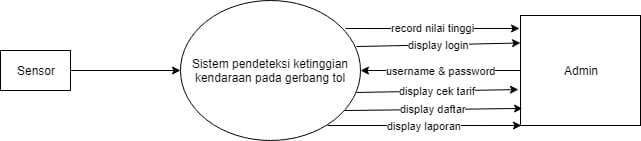 record nilai tinggi
display login
Sistem pendeteksi ketinggian
kendaraan pada gerbang tol
Sensor
username & password
Admin
display cek tarif
display daftar
display laporan